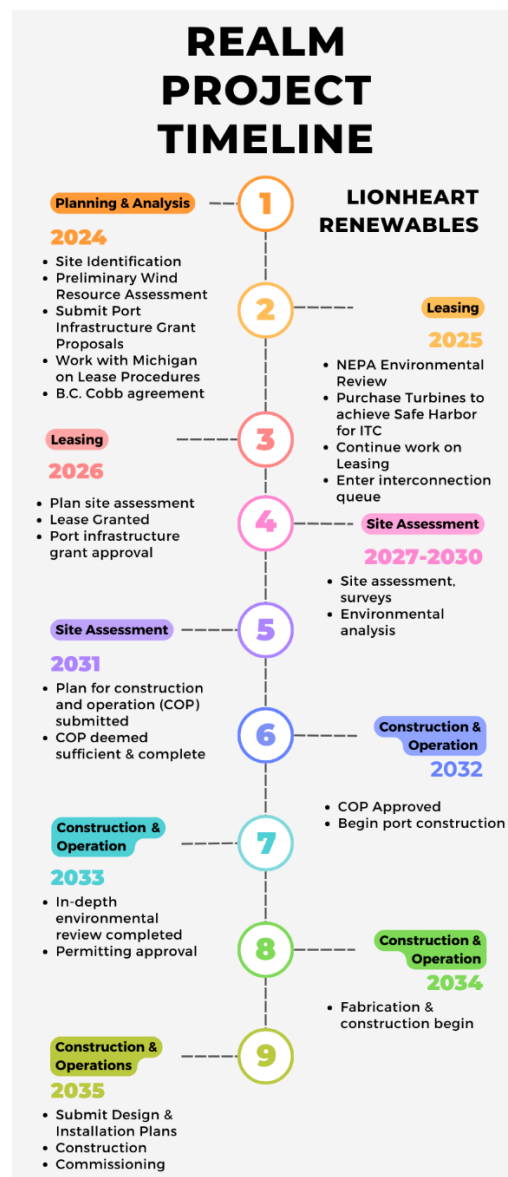 REALM
PROJECT
TIMELINE
LIONHEART
RENEWABLES
1
Planning & Analysis
2024
• Site Identification
• Preliminary Wind
Resource Assessment
• Submit Port
Infrastructure Grant
Proposals
• Work with Michigan
on Lease Procedures
• B.C. Cobb agreement
2
Leasing
2025
• NEPA Environmental
Review
• Purchase Turbines to
achieve Safe Harbor
for ITC
• Continue work on
Leasing
• Enter interconnection
queue
3
Leasing
2026
• Plan site assessment
• Lease Granted
• Port infrastructure
grant approval
4
Site Assessment
2027-2030
• Site assessment,
surveys
• Environmental
analysis
5
Site Assessment
2031
• Plan for construction
and operation (COP)
submitted
• COP deemed
sufficient & complete
6
Construction &
Operation
2032
• COP Approved
• Begin port construction
7
Construction &
Operation
2033
• In-depth
environmental
review completed
• Permitting approval
8
Construction &
Operation
2034
• Fabrication &
construction begin
9
Construction &
Operations
2035
• Submit Design &
Installation Plans
• Construction
• Commissioning